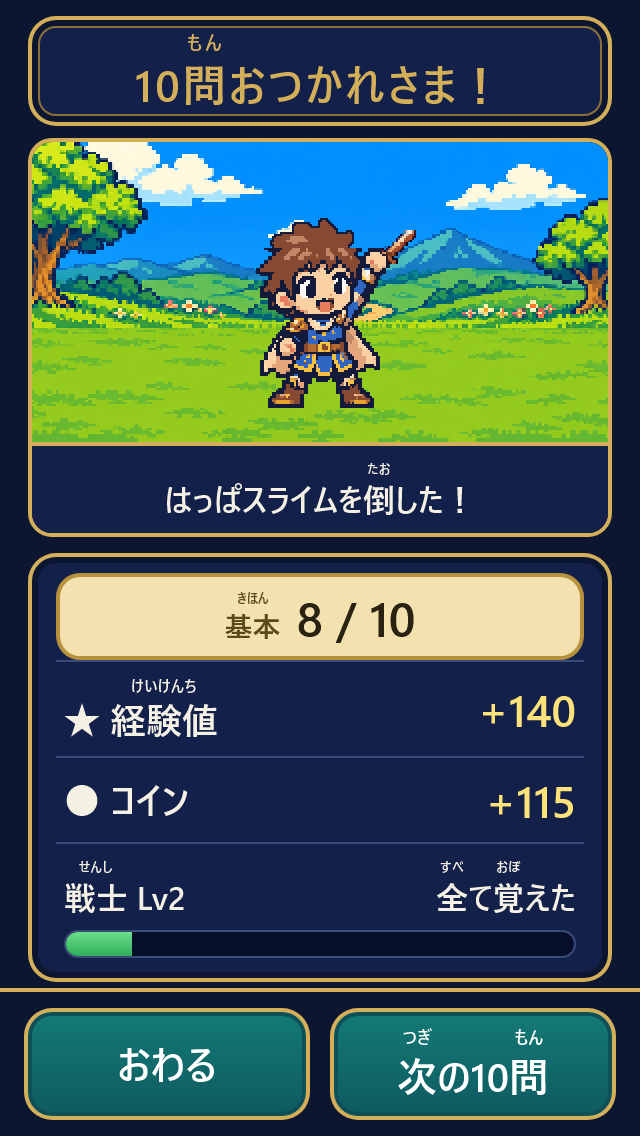 もん
10問おつかれさま！
たお
はっぱスライムを倒した！
きほん
基本 8 / 10
けいけんち
★ 経験値 +140
● コイン +115
せんし すべ おぼ
戦士 Lv2 全て覚えた
おわる
つぎ もん
次の10問